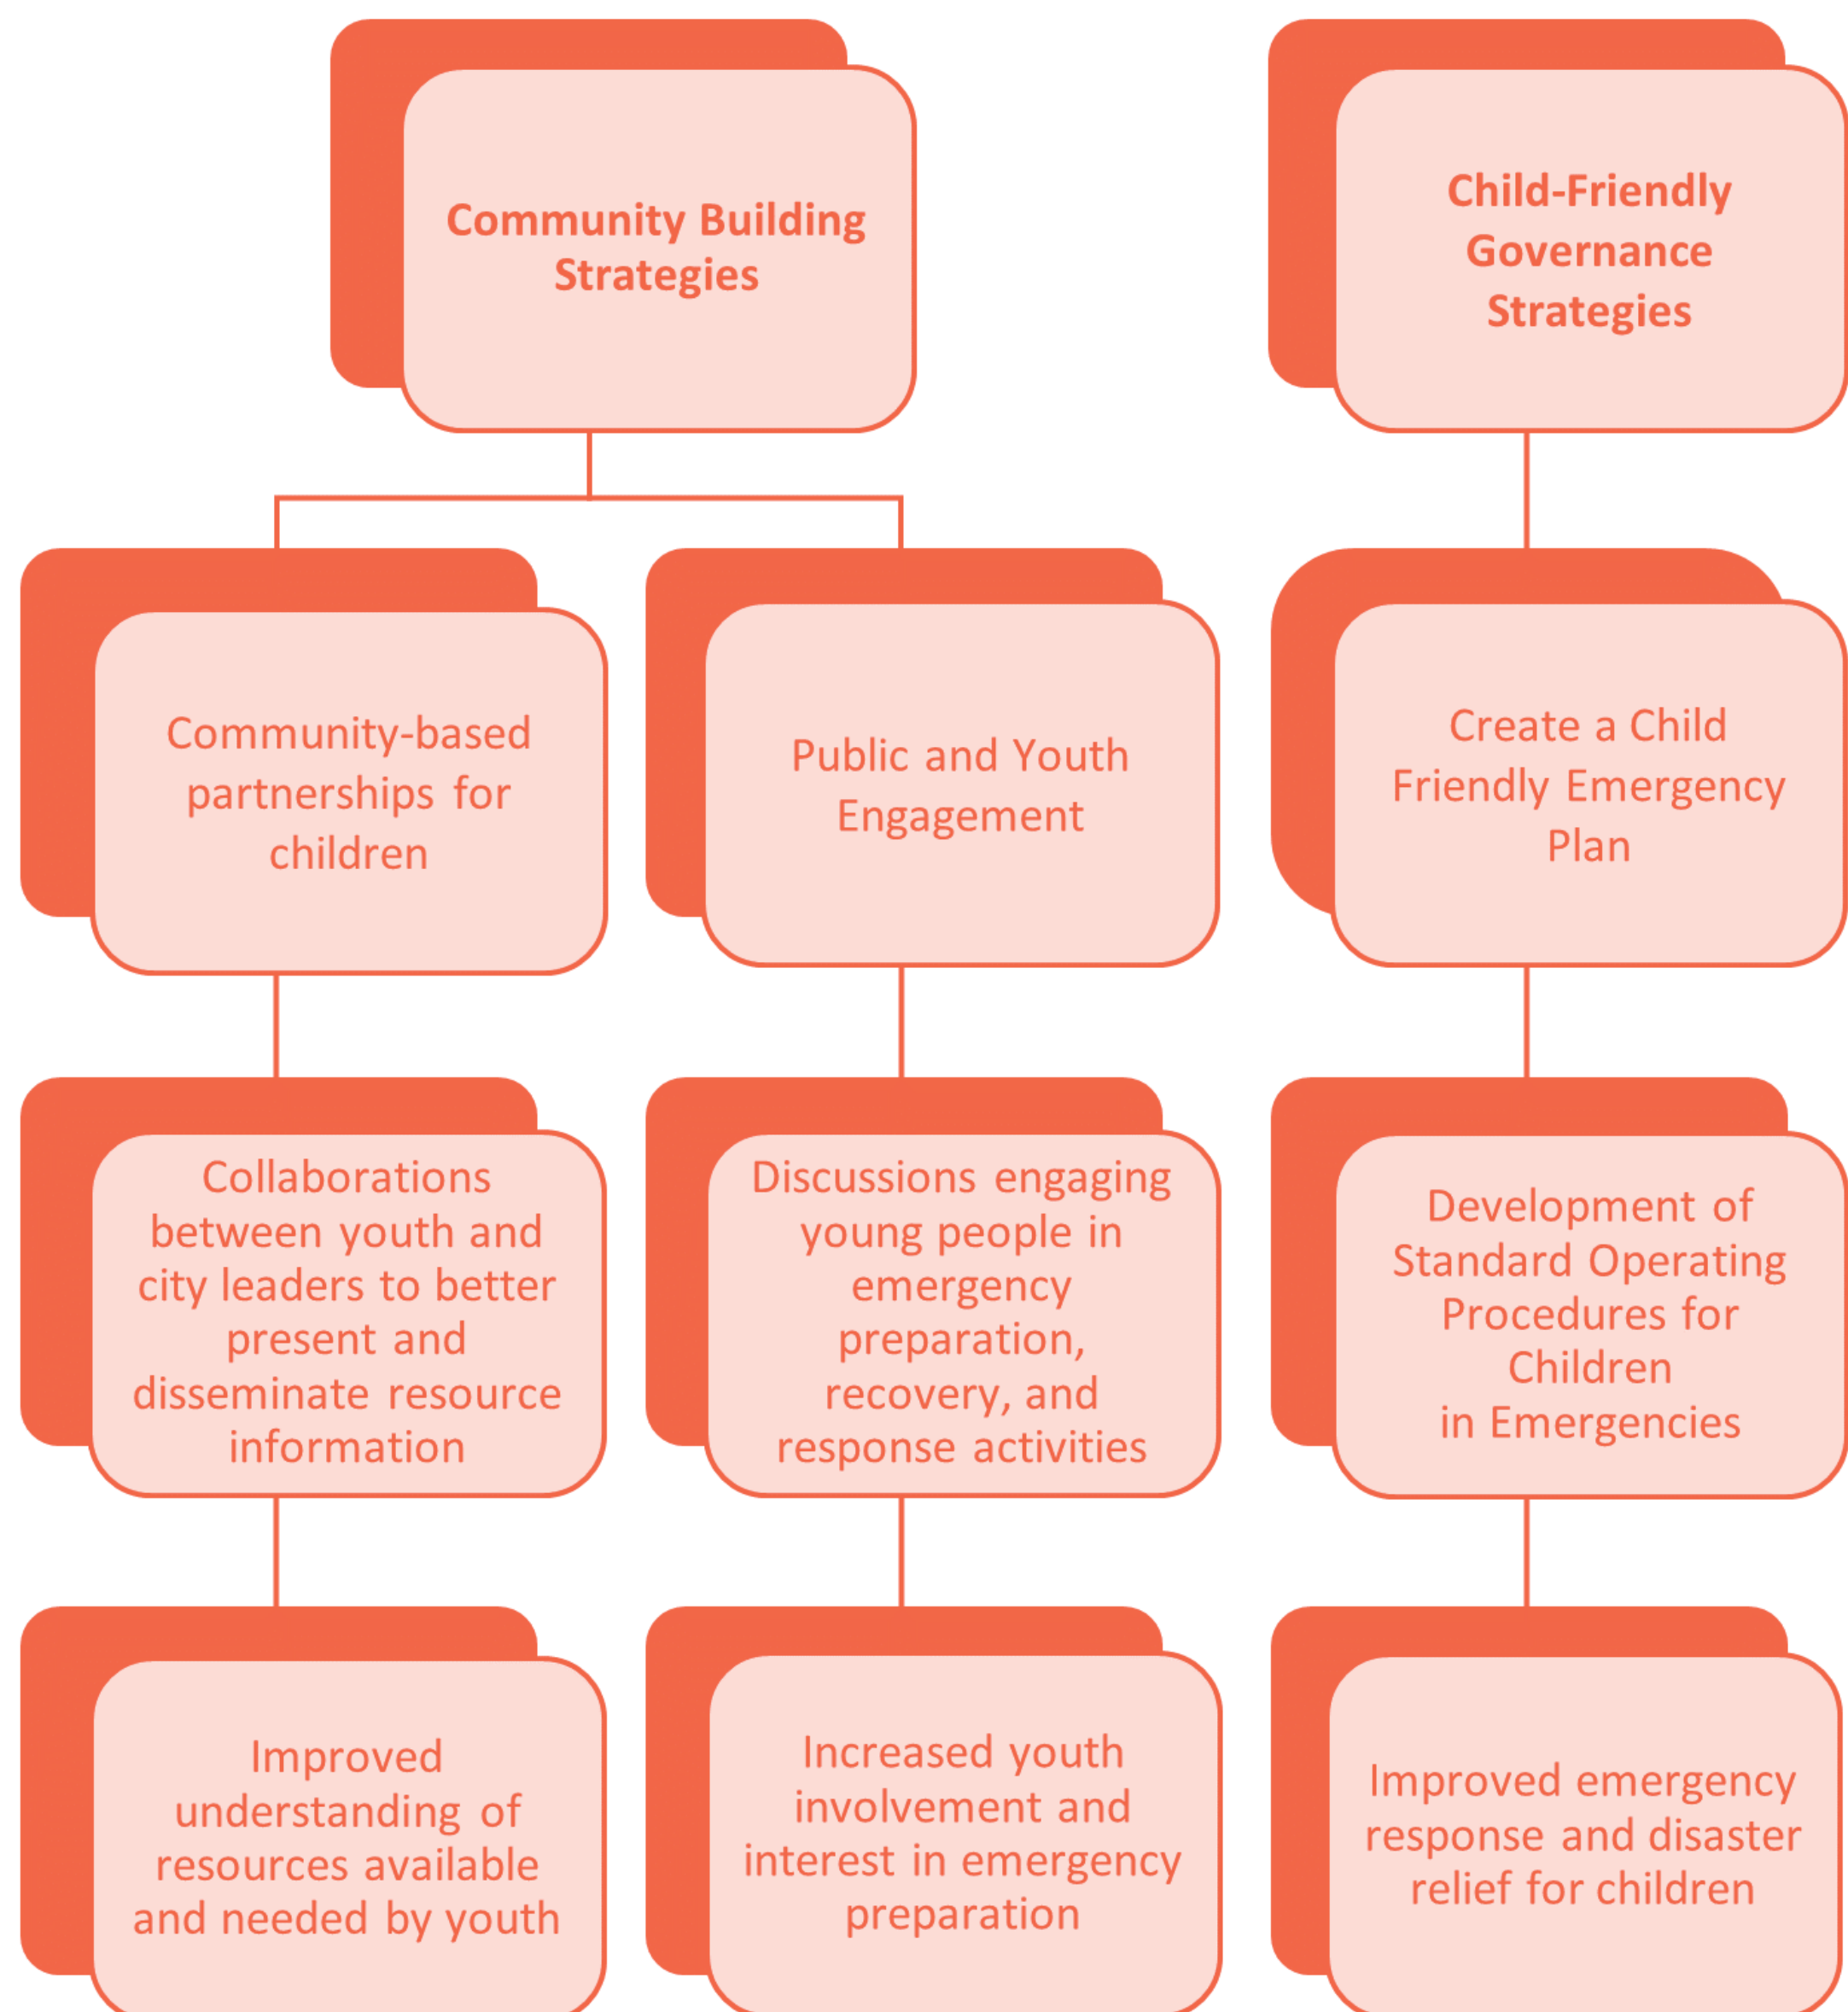 Community Building
Strategies
Child-Friendly
Governance
Strategies
Community-based
partnerships for
children
Public and Youth
Engagement
Create a Child
Friendly Emergency
Plan
Collaborations
between youth and
city leaders to better
present and
disseminate resource
information
Discussions engaging
young people in
emergency
preparation,
recovery, and
response activities
Development of
Standard Operating
Procedures for
Children
in Emergencies
Improved
understanding of
resources available
and needed by youth
Increased youth
involvement and
interest in emergency
preparation
Improved emergency
response and disaster
relief for children